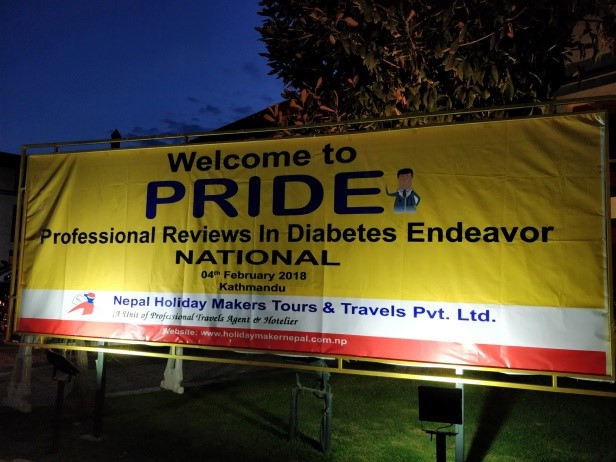 Welcome to
PRIDE
Professional Reviews In Diabetes Endeavor
NATIONAL
04th February 2018
Kathmandu
Nepal Holiday Makers Tours & Travels Pvt. Ltd.
(A Unit of Professional Travels Agent & Hotelier
Website: www.holidaymakernepal.com.np